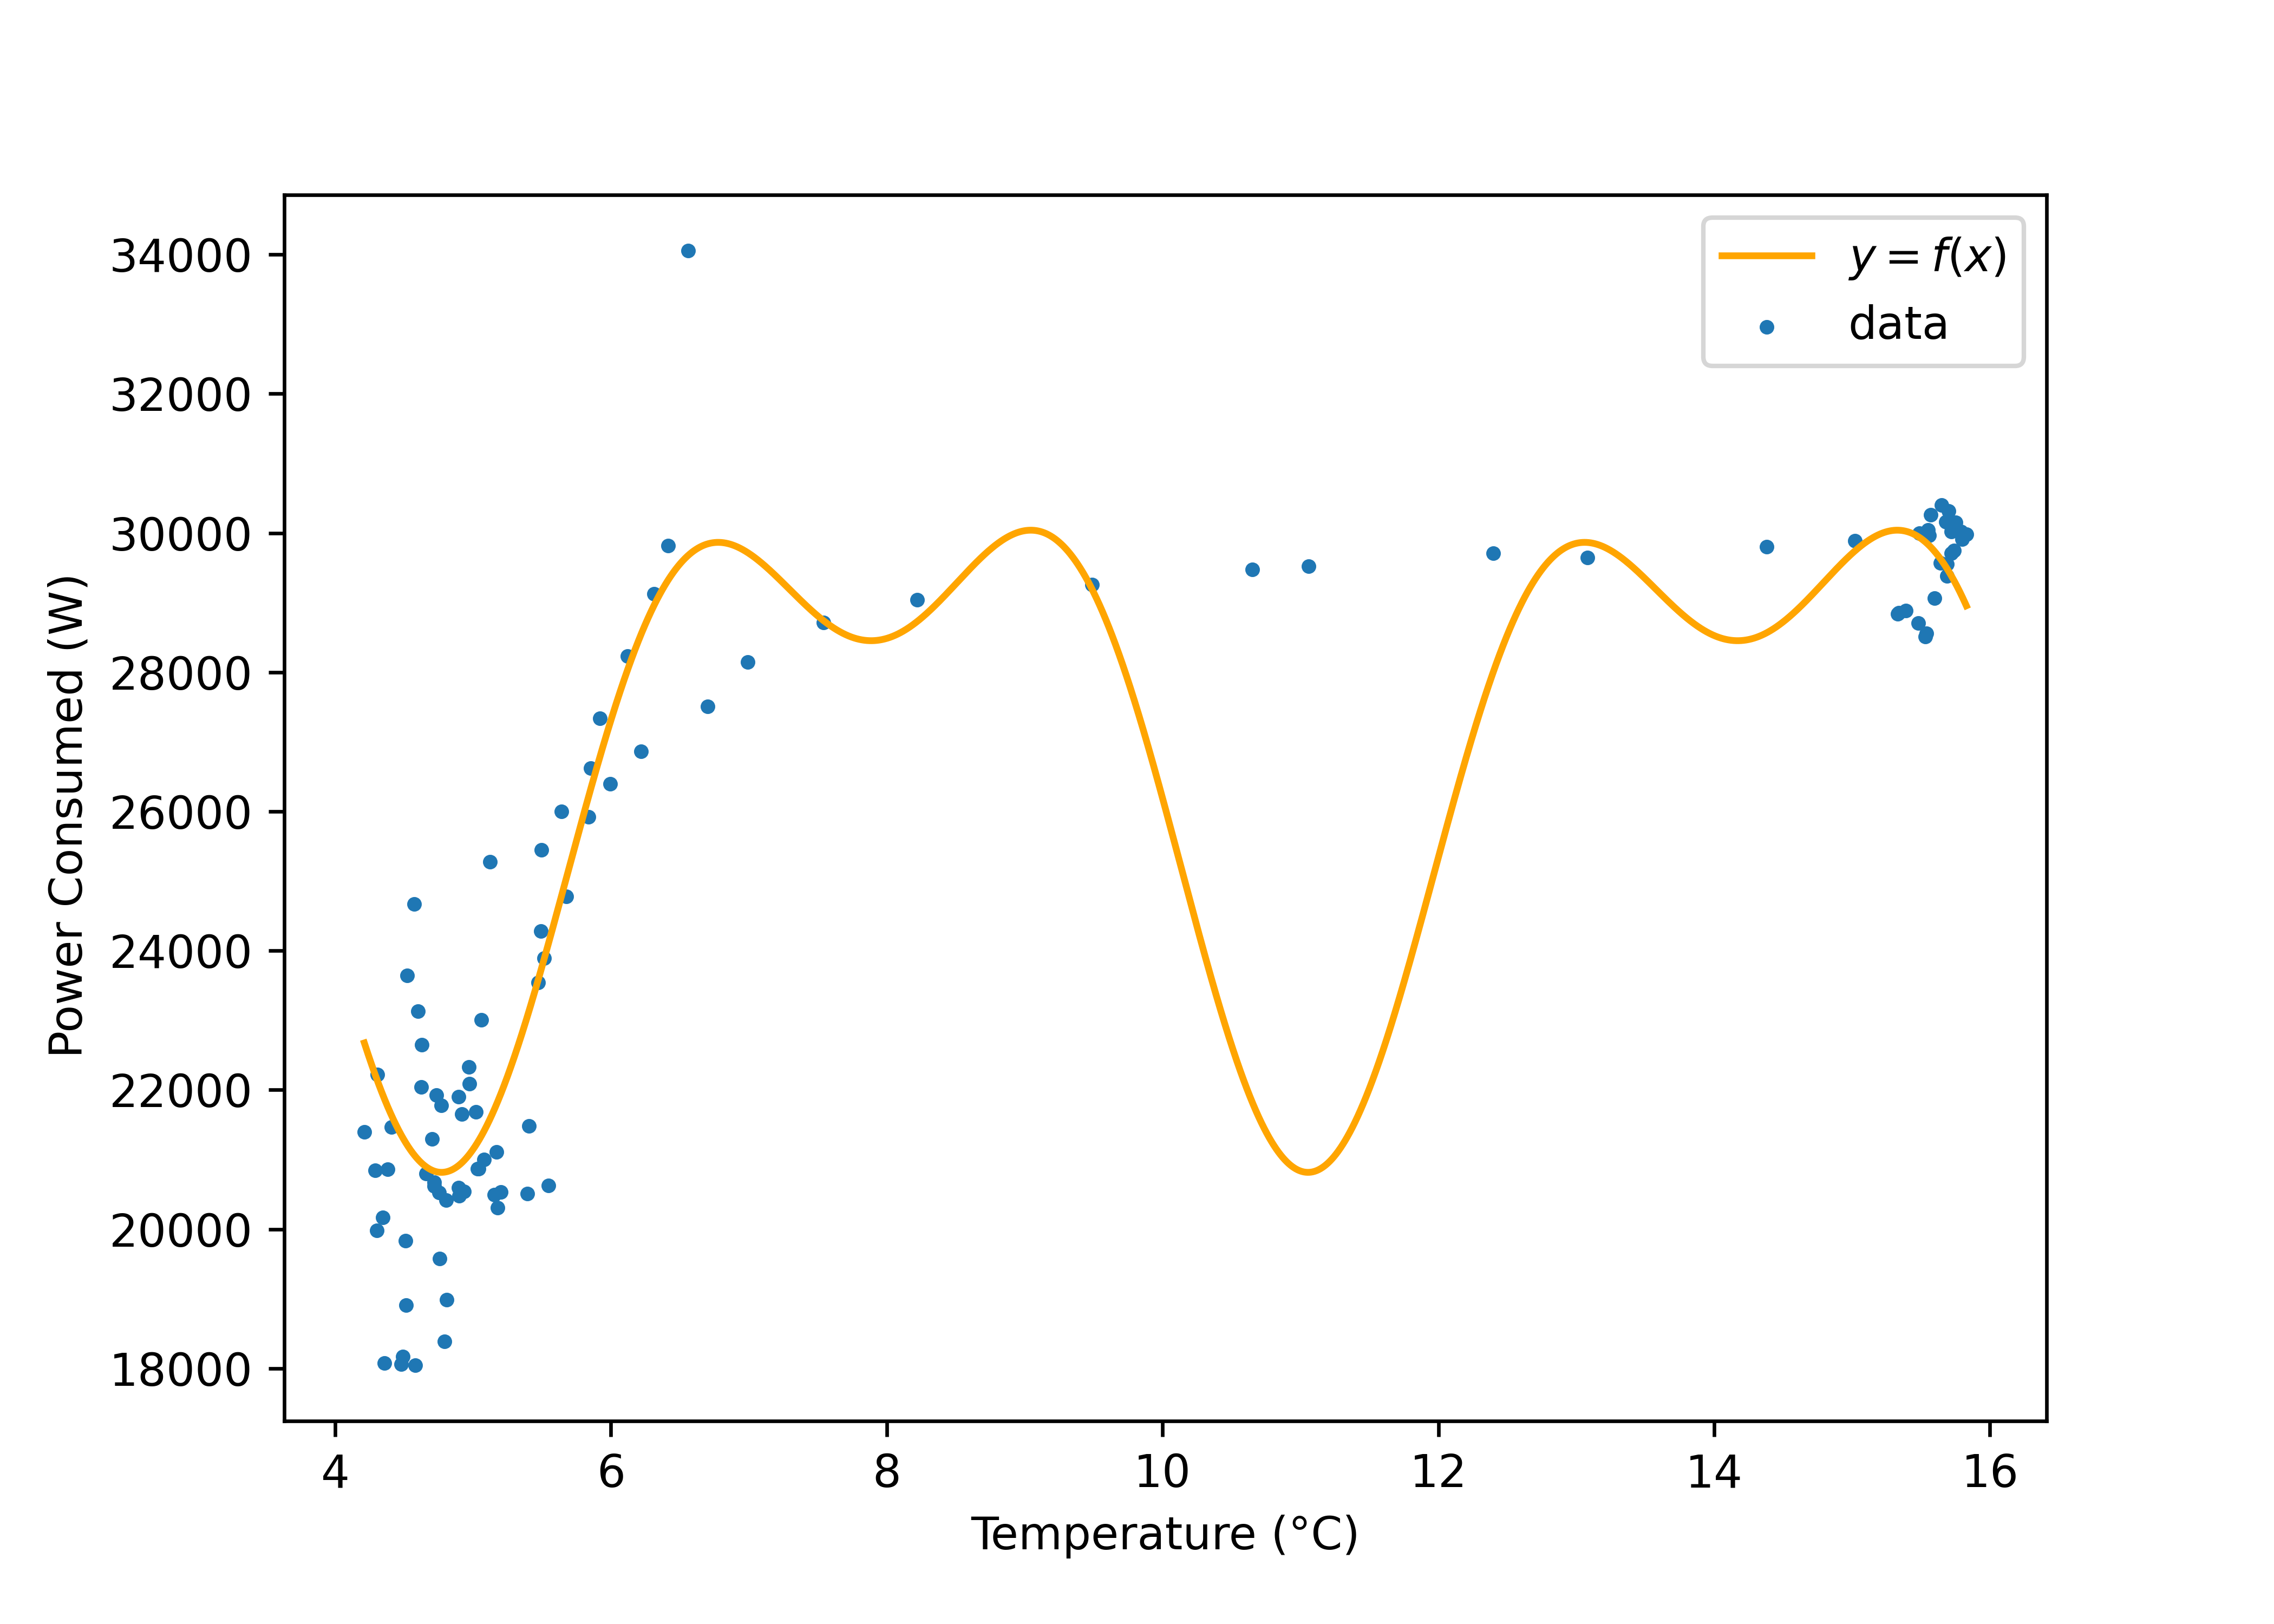 34000
32000
30000
28000
26000
24000
22000
20000
18000
Power Consumed (W)
y = f(x)
data
4 6 8 10 12 14 16
Temperature (°C)